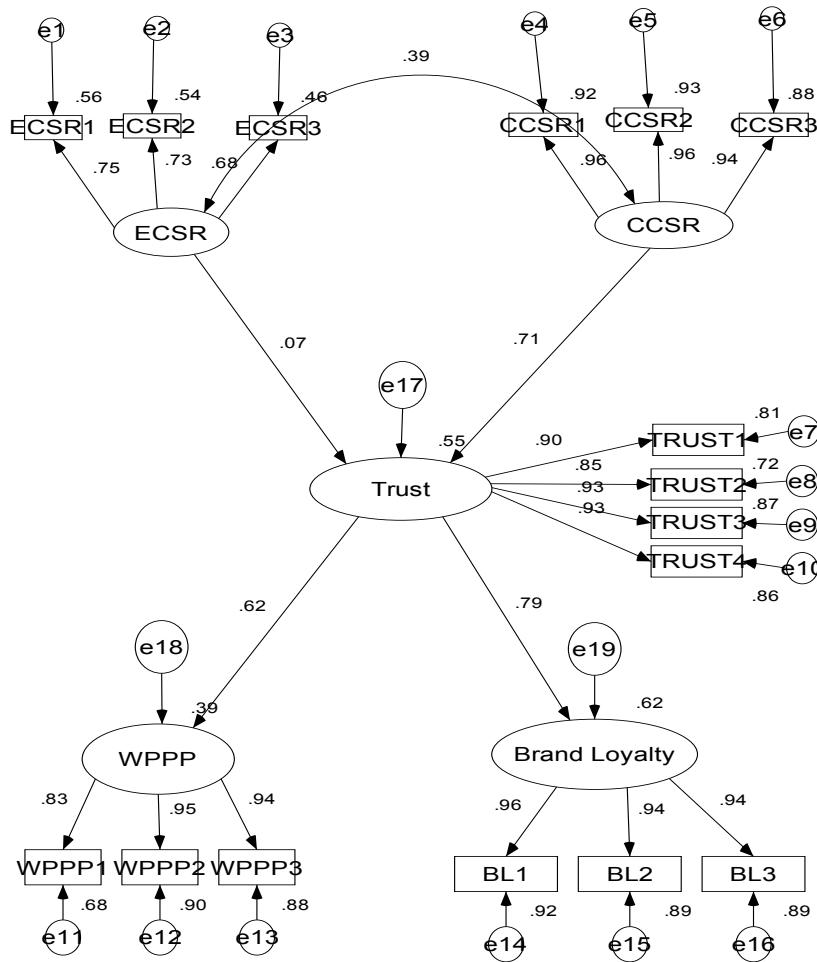 e1
e2
e3
e4
e5
e6
.39
.56
.54
.46
.92
.93
.88
ECSR1
ECSR2
ECSR3
CCSR1
CCSR2
CCSR3
.75
.73
.68
.96
.96
.94
ECSR
CCSR
.07
.71
e17
.55
.90
.81
TRUST1
e7
Trust
.85
.72
TRUST2
e8
.93
.87
TRUST3
e9
.93
TRUST4
e10
.86
.62
.79
e18
e19
.39
.62
WPPP
Brand Loyalty
.83
.95
.94
.96
.94
.94
WPPP1
WPPP2
WPPP3
BL1
BL2
BL3
.68
.90
.88
.92
.89
.89
e11
e12
e13
e14
e15
e16